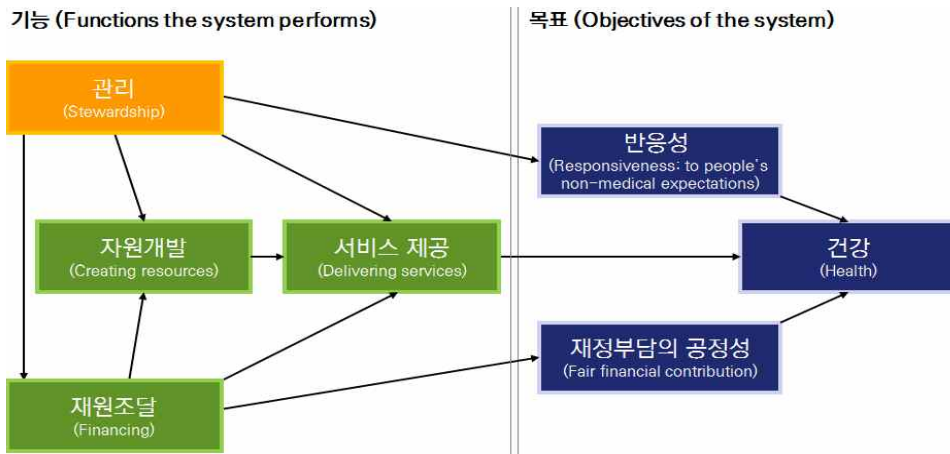 기능 (Functions the system performs)
목표 (Objectives of the system)
관리
(Stewardship)
반응성
(Responsiveness: to people's
non-medical expectations)
자원개발
(Creating resources)
서비스 제공
(Delivering services)
건강
(Health)
재정부담의 공정성
(Fair financial contribution)
재원조달
(Financing)